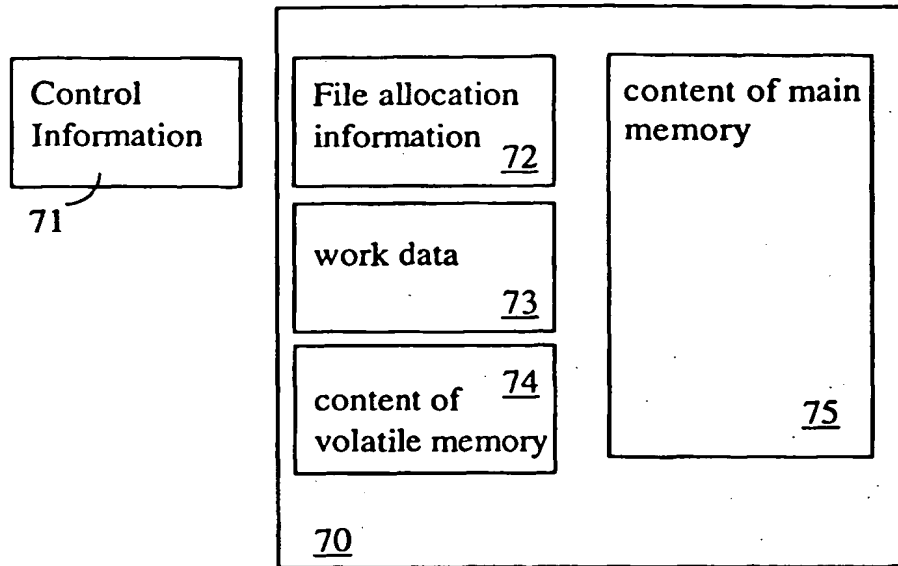 Control
Information
71
File allocation
information
72
work data
73
74
content of
volatile memory
content of main
memory
75
70